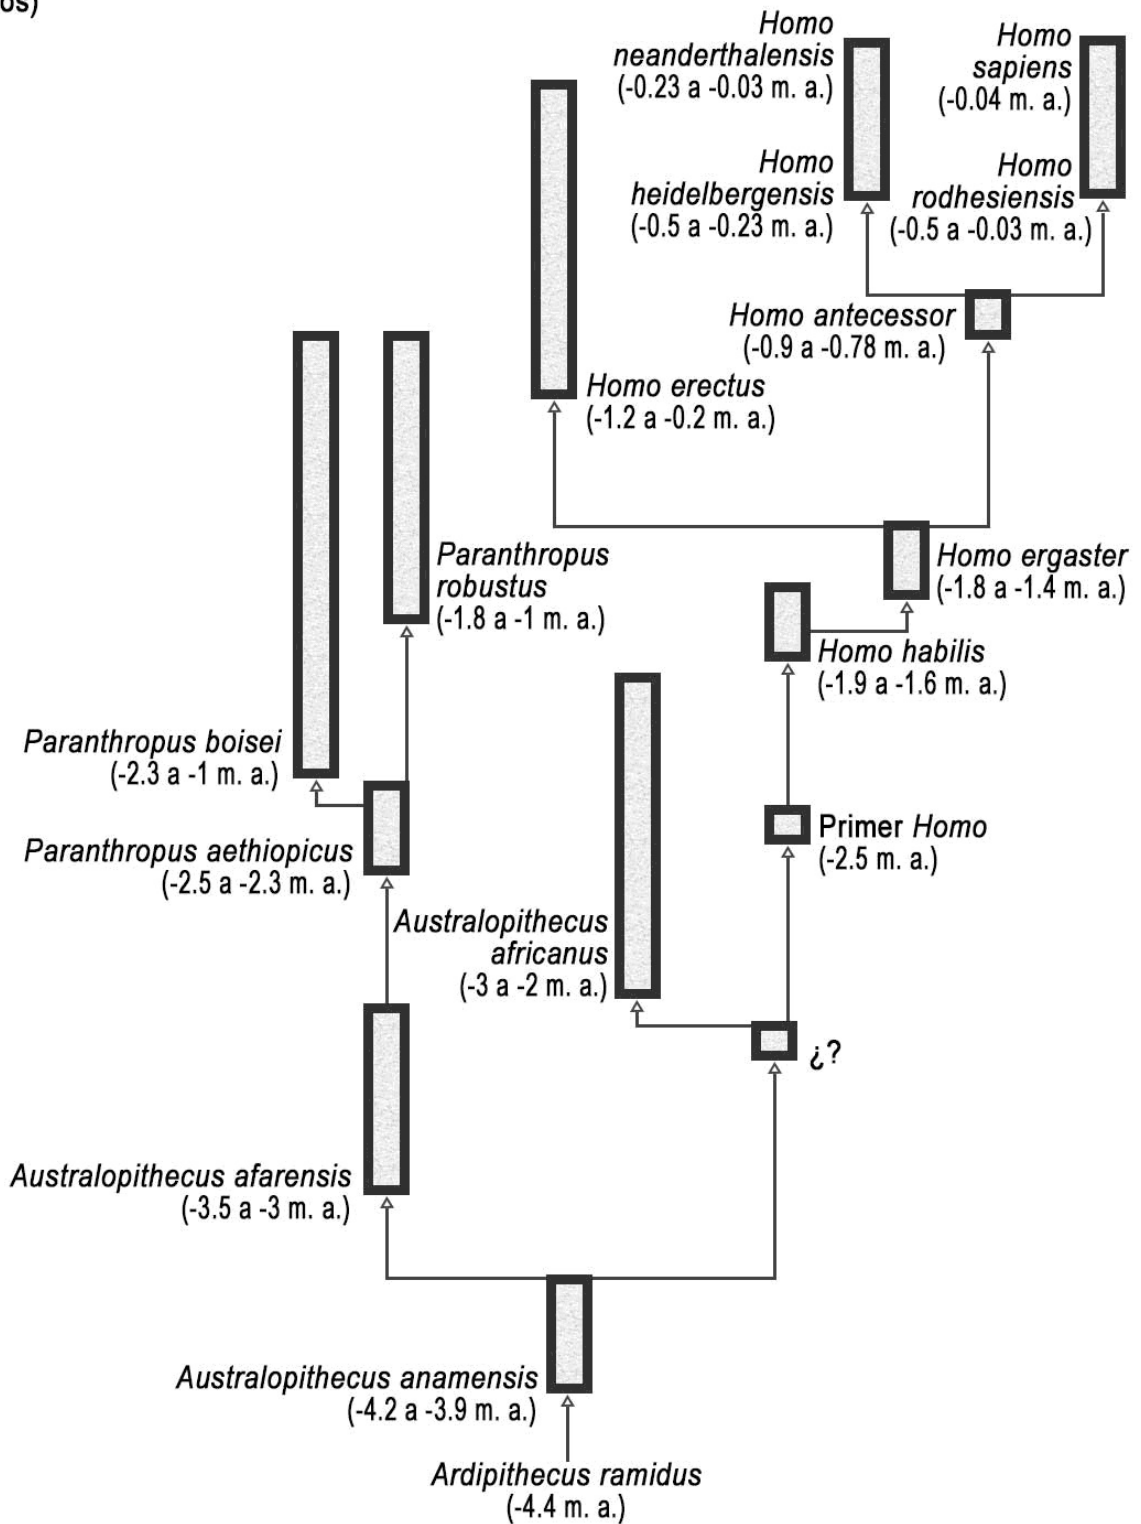 os)
Homo
neanderthalensis
(-0.23 a -0.03 m. a.)
Homo
sapiens
(-0.04 m. a.)
Homo
heidelbergensis
(-0.5 a -0.23 m. a.)
Homo
rodhesiensis
(-0.5 a -0.03 m. a.)
Homo antecessor
(-0.9 a -0.78 m. a.)
Homo erectus
(-1.2 a -0.2 m. a.)
Homo ergaster
(-1.8 a -1.4 m. a.)
Paranthropus
robustus
(-1.8 a -1 m. a.)
Homo habilis
(-1.9 a -1.6 m. a.)
Paranthropus boisei
(-2.3 a -1 m. a.)
Primer Homo
(-2.5 m. a.)
Paranthropus aethiopicus
(-2.5 a -2.3 m. a.)
Australopithecus
africanus
(-3 a -2 m. a.)
¿?
Australopithecus afarensis
(-3.5 a -3 m. a.)
Australopithecus anamensis
(-4.2 a -3.9 m. a.)
Ardipithecus ramidus
(-4.4 m. a.)